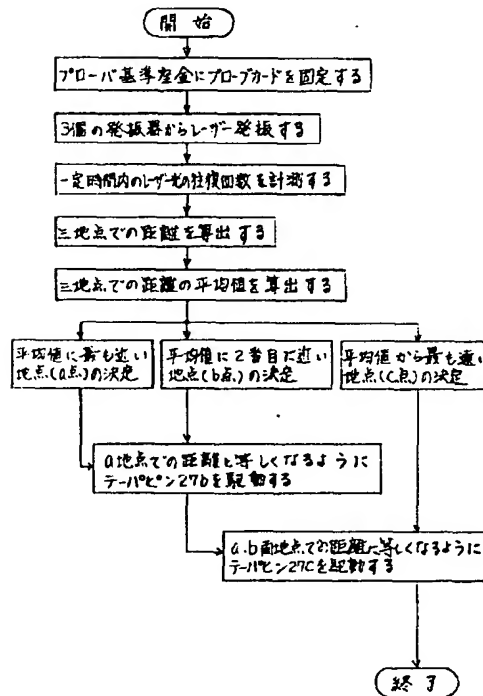 開始
プローバ基準座金にプローブカードを固定する
3個の発振器からレーザー発振する
一定時間内のレーザー光の往復回数を計測する
三地点での距離を算出する
三地点での距離の平均値を算出する
平均値に最も近い
地点(a点)の決定
平均値に2番目に近い
地点(b点)の決定
平均値から最も遠い
地点(c点)の決定
a地点での距離と等しくなるように
テーパピン27bを駆動する
a.b両地点での距離に等しくなるように
テーパピン27Cを駆動する
終了